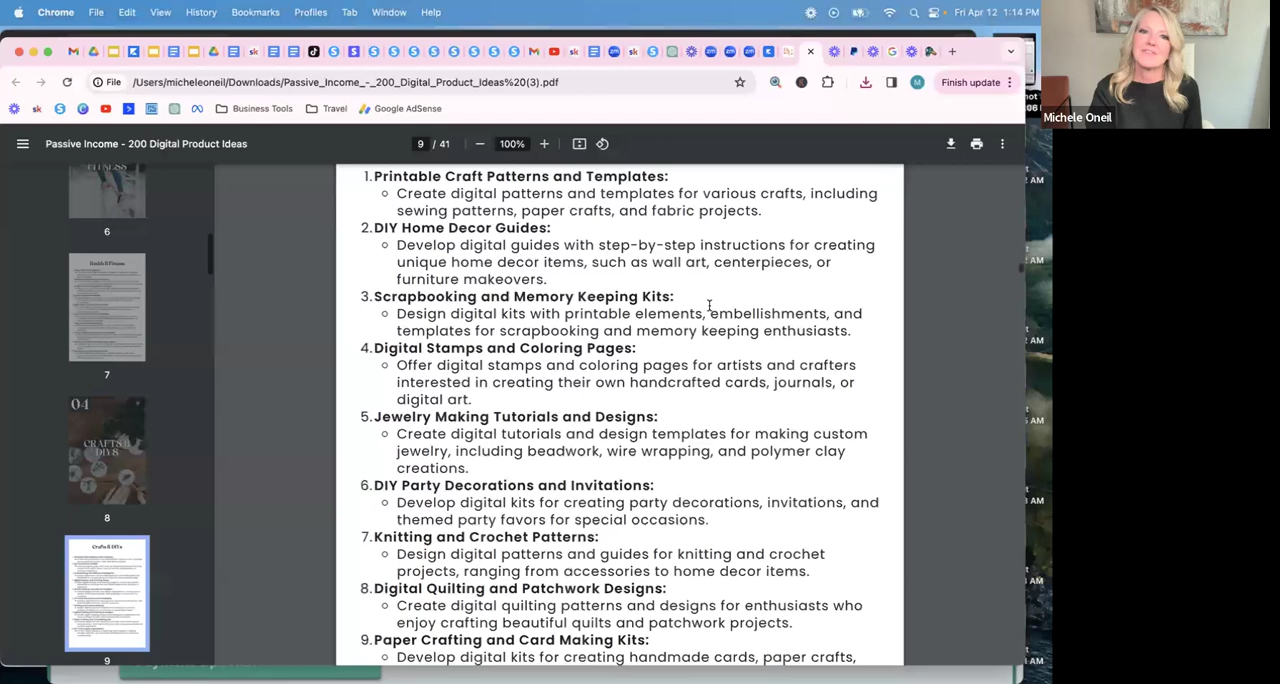 Chrome File Edit View History Bookmarks Profiles Tab Window Help
Fri Apr 12 1:14 PM
File /Users/micheleoneil/Downloads/Passive_Income_-_200_Digital_Product_Ideas%20(3).pdf
M
Finish update
Business Tools Travel Google AdSense
Passive Income - 200 Digital Product Ideas
9 / 41
100%
Michele Oneil
FITNESS
6
Health & Fitness
7
04
CRAFTS &
DIYS
8
Crafts & DIYs
9
1. Printable Craft Patterns and Templates:
Create digital patterns and templates for various crafts, including
sewing patterns, paper crafts, and fabric projects.
2. DIY Home Decor Guides:
Develop digital guides with step-by-step instructions for creating
unique home decor items, such as wall art, centerpieces, or
furniture makeovers.
3. Scrapbooking and Memory Keeping Kits:
Design digital kits with printable elements, embellishments, and
templates for scrapbooking and memory keeping enthusiasts.
4. Digital Stamps and Coloring Pages:
Offer digital stamps and coloring pages for artists and crafters
interested in creating their own handcrafted cards, journals, or
digital art.
5. Jewelry Making Tutorials and Designs:
Create digital tutorials and design templates for making custom
jewelry, including beadwork, wire wrapping, and polymer clay
creations.
6. DIY Party Decorations and Invitations:
Develop digital kits for creating party decorations, invitations, and
themed party favors for special occasions.
7. Knitting and Crochet Patterns:
Design digital patterns and guides for knitting and crochet
projects, ranging from accessories to home decor items.
8. Digital Quilting and Patchwork Designs:
Create digital quilting patterns and designs for enthusiasts who
enjoy crafting beautiful quilts and patchwork projects.
9. Paper Crafting and Card Making Kits:
Develop digital kits for creating handmade cards, paper crafts,